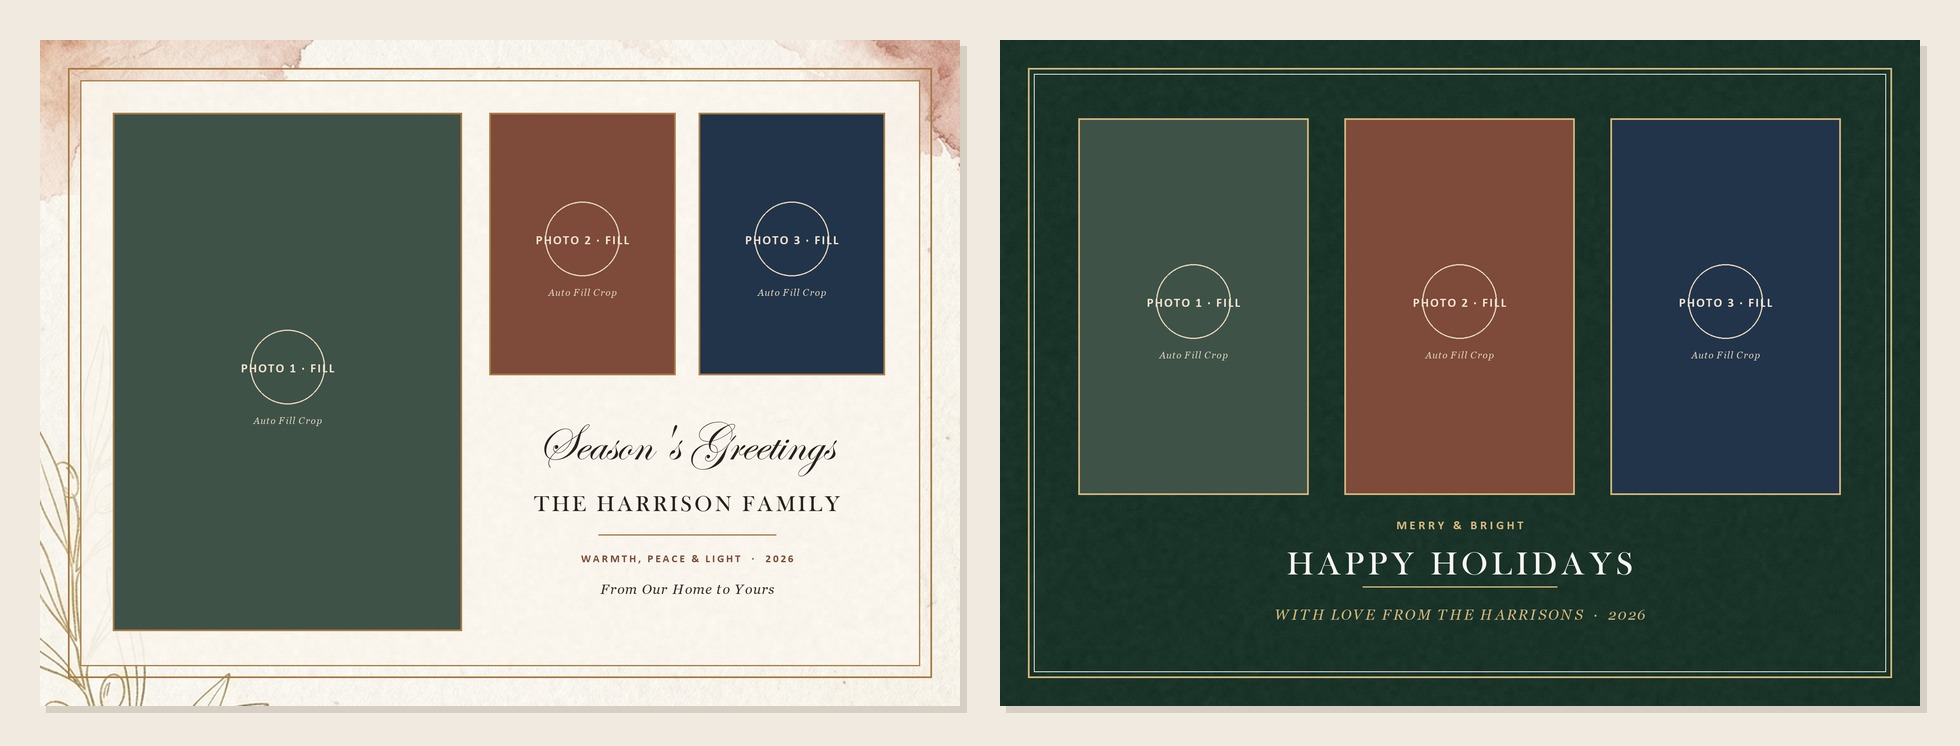 PHOTO 1 · FILL
Auto Fill Crop
PHOTO 2 · FILL
Auto Fill Crop
PHOTO 3 · FILL
Auto Fill Crop
Season's Greetings
THE HARRISON FAMILY
WARMTH, PEACE & LIGHT · 2026
From Our Home to Yours
PHOTO 1 · FILL
Auto Fill Crop
PHOTO 2 · FILL
Auto Fill Crop
PHOTO 3 · FILL
Auto Fill Crop
MERRY & BRIGHT
HAPPY HOLIDAYS
WITH LOVE FROM THE HARRISONS · 2026